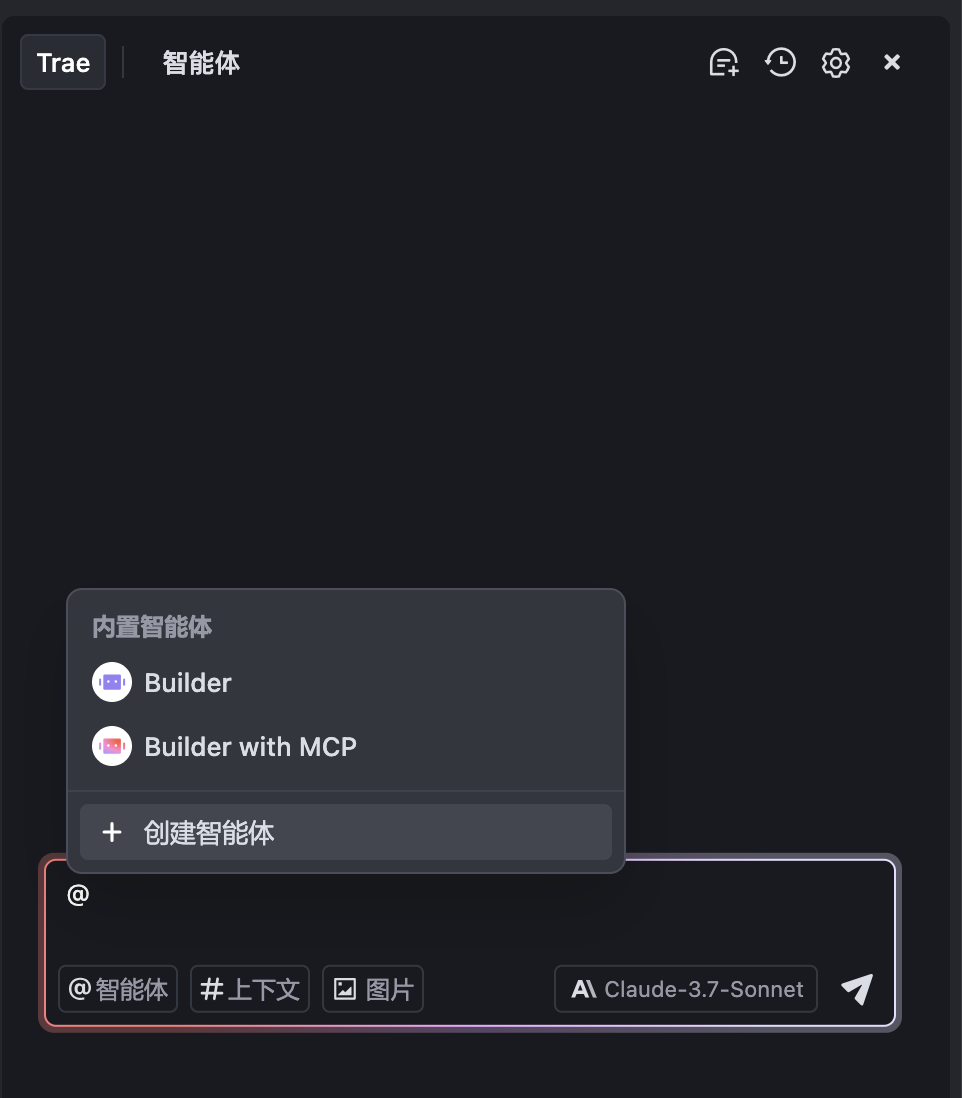 Trae 智能体
内置智能体
Builder
Builder with MCP
+ 创建智能体
@
@智能体 #上下文 图片 Claude-3.7-Sonnet